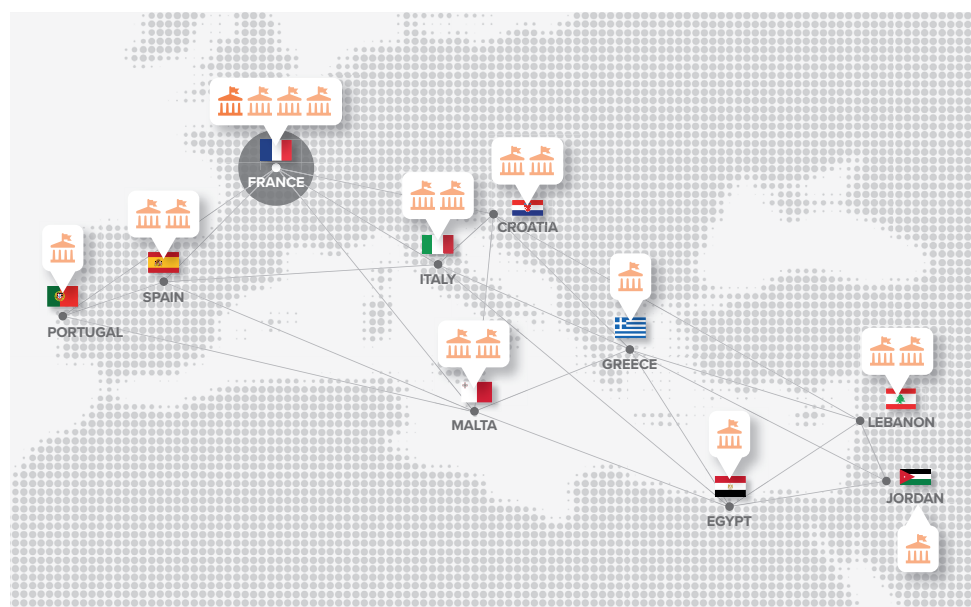 FRANCE
CROATIA
ITALY
SPAIN
PORTUGAL
GREECE
MALTA
LEBANON
JORDAN
EGYPT